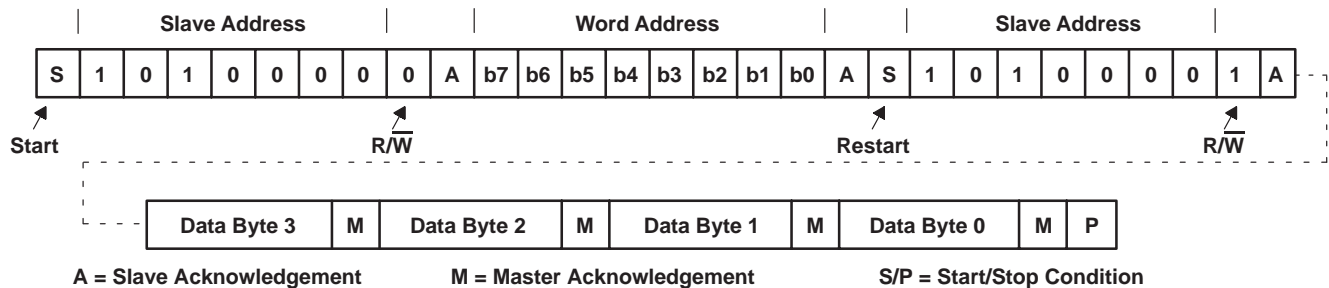 Slave Address Word Address Slave Address
S 1 0 1 0 0 0 0 0 A b7 b6 b5 b4 b3 b2 b1 b0 A S 1 0 1 0 0 0 0 1 A
Start R/W̅ Restart R/W̅
Data Byte 3 M Data Byte 2 M Data Byte 1 M Data Byte 0 M P
A = Slave Acknowledgement M = Master Acknowledgement S/P = Start/Stop Condition